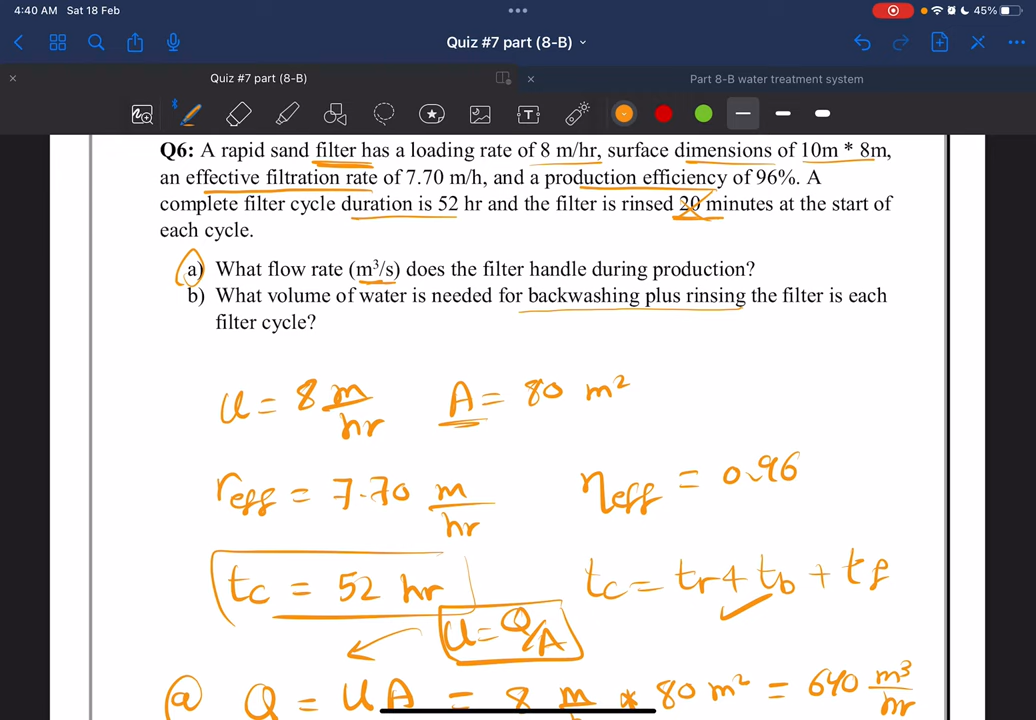 4:40 AM Sat 18 Feb
45%
Quiz #7 part (8-B)
Quiz #7 part (8-B)
Part 8-B water treatment system
Q6: A rapid sand filter has a loading rate of 8 m/hr, surface dimensions of 10m * 8m,
an effective filtration rate of 7.70 m/h, and a production efficiency of 96%. A
complete filter cycle duration is 52 hr and the filter is rinsed 20 minutes at the start of
each cycle.
a) What flow rate (m³/s) does the filter handle during production?
b) What volume of water is needed for backwashing plus rinsing the filter is each
filter cycle?
u = 8 m/hr A = 80 m²
reff = 7.70 m/hr ηeff = 0.96
tc = 52 hr tc = tr + tb + tf
u = Q/A
@ Q = UA = 8 m/hr * 80 m² = 640 m³/hr